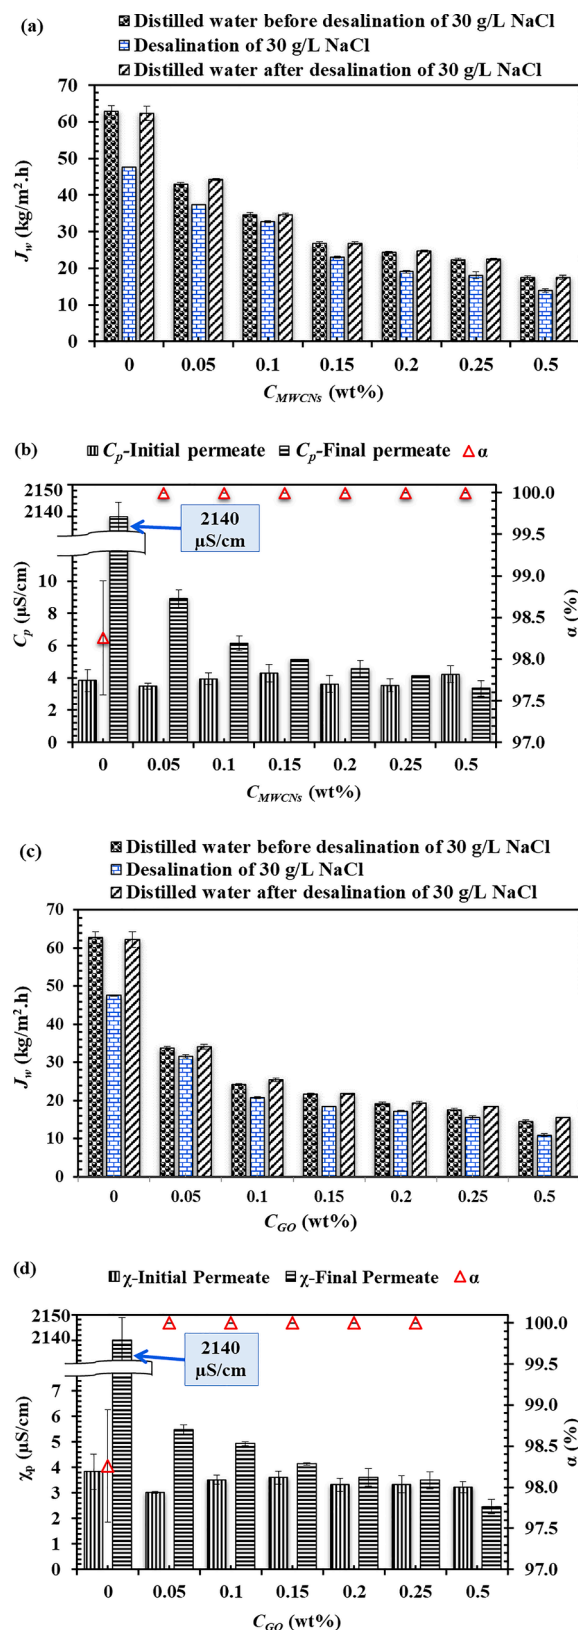 (a)
Distilled water before desalination of 30 g/L NaCl
Desalination of 30 g/L NaCl
Distilled water after desalination of 30 g/L NaCl
70
60
50
40
30
20
10
0
J_w (kg/m².h)
0 0.05 0.1 0.15 0.2 0.25 0.5
C_MWCNs (wt%)
(b)
C_p-Initial permeate C_p-Final permeate α
2150
2140
10
8
6
4
2
0
C_p (µS/cm)
2140
µS/cm
100.0
99.5
99.0
98.5
98.0
97.5
97.0
α (%)
0 0.05 0.1 0.15 0.2 0.25 0.5
C_MWCNs (wt%)
(c)
Distilled water before desalination of 30 g/L NaCl
Desalination of 30 g/L NaCl
Distilled water after desalination of 30 g/L NaCl
70
60
50
40
30
20
10
0
J_w (kg/m².h)
0 0.05 0.1 0.15 0.2 0.25 0.5
C_GO (wt%)
(d)
χ-Initial Permeate χ-Final Permeate α
2150
2140
7
6
5
4
3
2
1
0
χ_p (µS/cm)
2140
µS/cm
100.0
99.5
99.0
98.5
98.0
97.5
97.0
α (%)
0 0.05 0.1 0.15 0.2 0.25 0.5
C_GO (wt%)